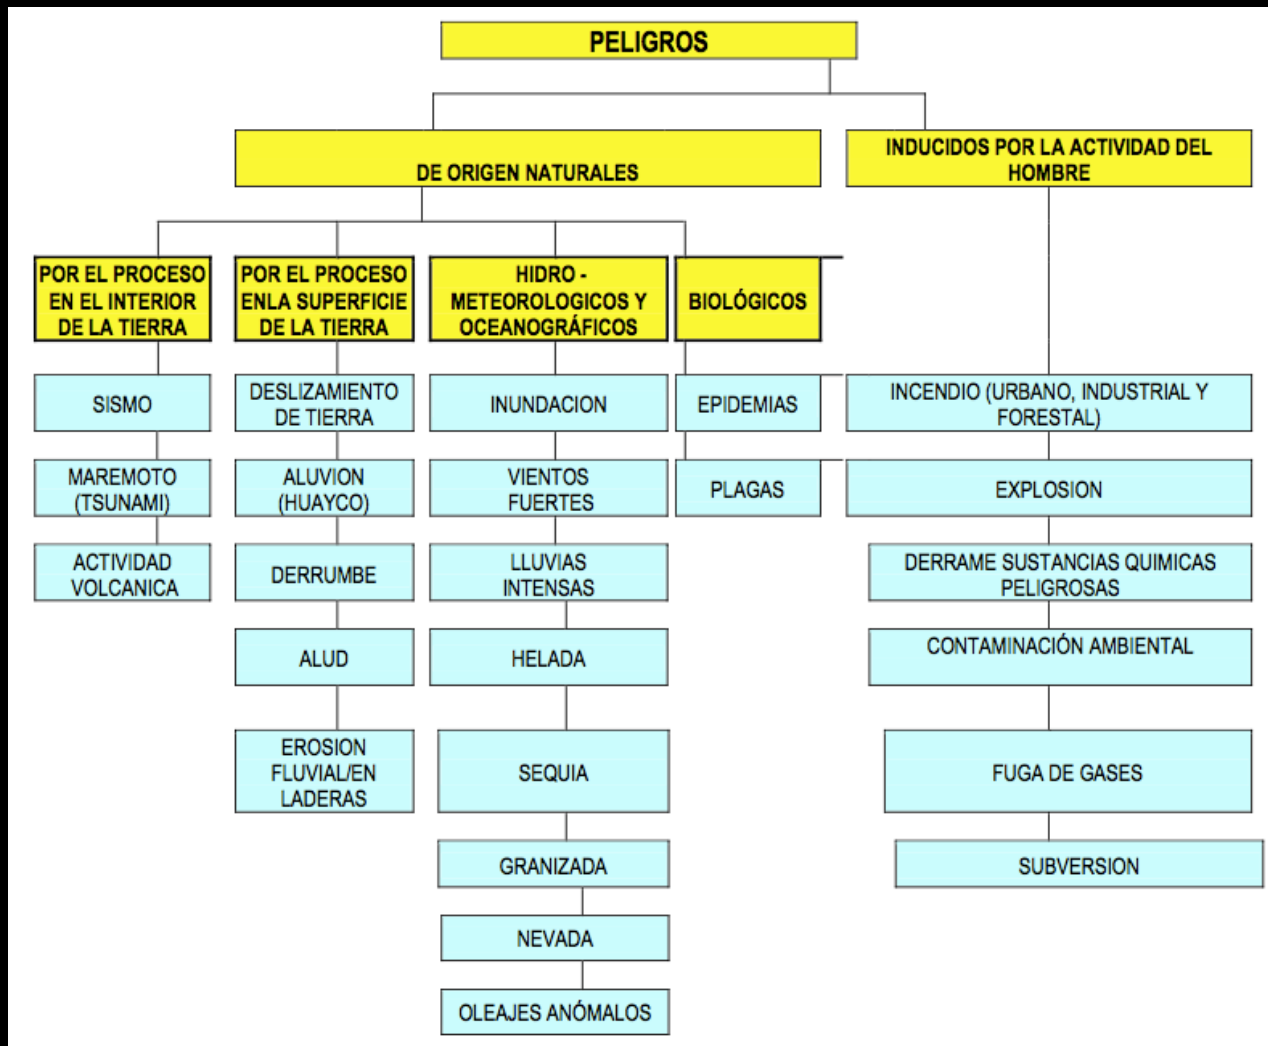 PELIGROS
DE ORIGEN NATURALES
INDUCIDOS POR LA ACTIVIDAD DEL
HOMBRE
POR EL PROCESO
EN EL INTERIOR
DE LA TIERRA
POR EL PROCESO
ENLA SUPERFICIE
DE LA TIERRA
HIDRO -
METEOROLOGICOS Y
OCEANOGRÁFICOS
BIOLÓGICOS
SISMO
MAREMOTO
(TSUNAMI)
ACTIVIDAD
VOLCANICA
DESLIZAMIENTO
DE TIERRA
ALUVION
(HUAYCO)
DERRUMBE
ALUD
EROSION
FLUVIAL/EN
LADERAS
INUNDACION
VIENTOS
FUERTES
LLUVIAS
INTENSAS
HELADA
SEQUIA
GRANIZADA
NEVADA
OLEAJES ANÓMALOS
EPIDEMIAS
PLAGAS
INCENDIO (URBANO, INDUSTRIAL Y
FORESTAL)
EXPLOSION
DERRAME SUSTANCIAS QUIMICAS
PELIGROSAS
CONTAMINACIÓN AMBIENTAL
FUGA DE GASES
SUBVERSION